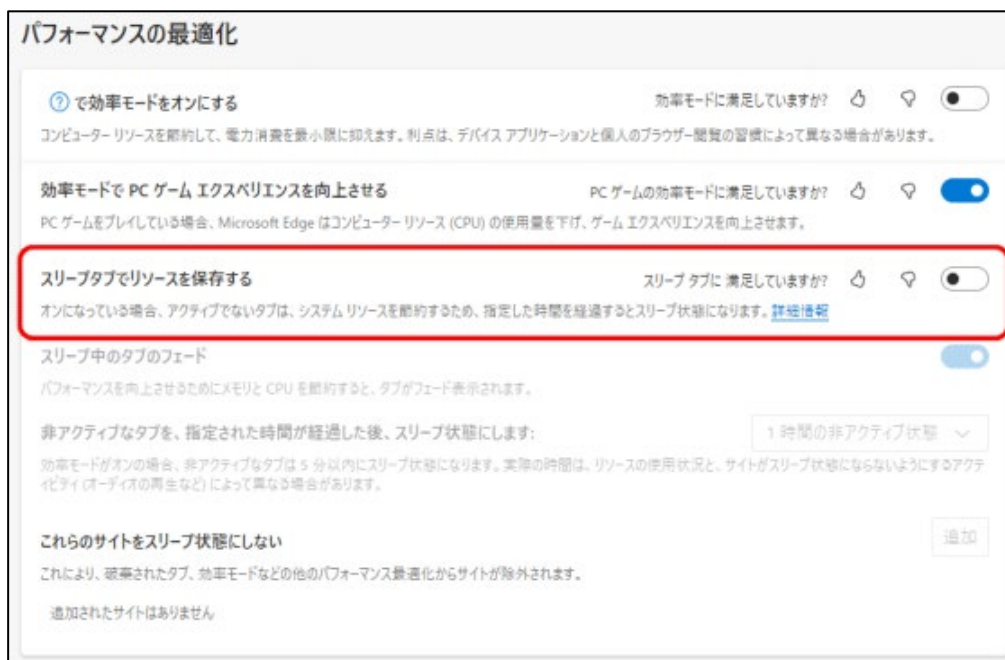 パフォーマンスの最適化
で効率モードをオンにする 効率モードに満足していますか?
コンピューター リソースを節約して、電力消費を最小限に抑えます。利点は、デバイス アプリケーションと個人のブラウザー閲覧の習慣によって異なる場合があります。
効率モードで PC ゲーム エクスペリエンスを向上させる PC ゲームの効率モードに満足していますか?
PC ゲームをプレイしている場合、Microsoft Edge はコンピューター リソース (CPU) の使用量を下げ、ゲーム エクスペリエンスを向上させます。
スリープタブでリソースを保存する スリープ タブに 満足していますか?
オンになっている場合、アクティブでないタブは、システム リソースを節約するため、指定した時間を経過するとスリープ状態になります。詳細情報
スリープ中のタブのフェード
パフォーマンスを向上させるためにメモリと CPU を節約すると、タブがフェード表示されます。
非アクティブなタブを、指定された時間が経過した後、スリープ状態にします: 1 時間の非アクティブ状態
効率モードがオンの場合、非アクティブなタブは 5 分以内にスリープ状態になります。実際の時間は、リソースの使用状況と、サイトがスリープ状態にならないようにするアクテ
ィビティ (オーディオの再生など) によって異なる場合があります。
これらのサイトをスリープ状態にしない 追加
これにより、破棄されたタブ、効率モードなどの他のパフォーマンス最適化からサイトが除外されます。
追加されたサイトはありません